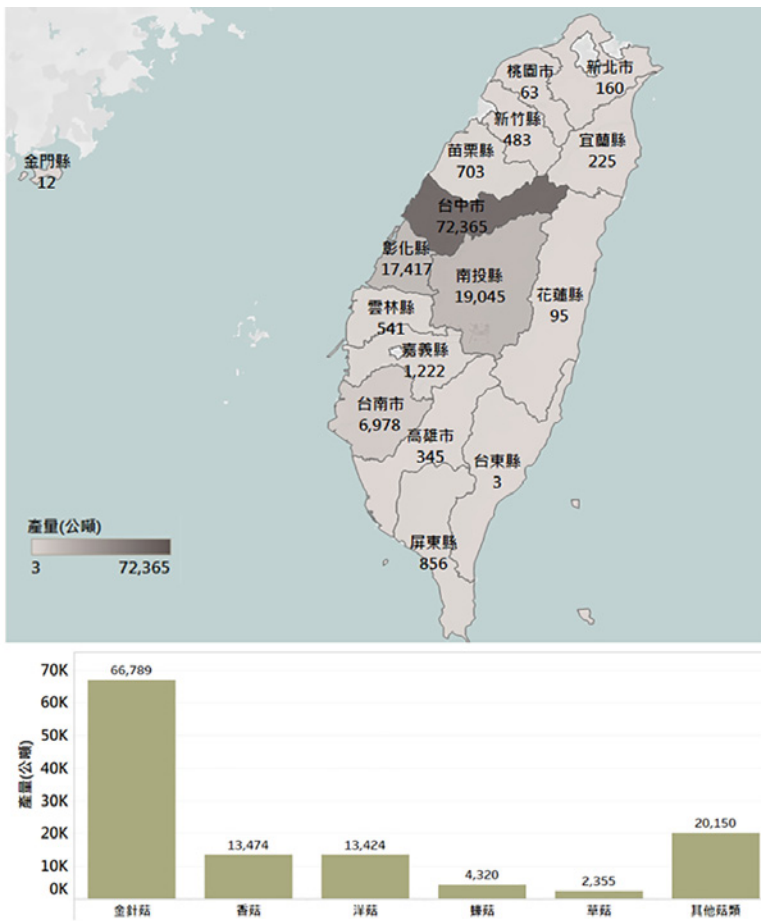 桃園市
63
新北市
160
新竹縣
483
宜蘭縣
225
苗栗縣
703
金門縣
12
台中市
72,365
彰化縣
17,417
南投縣
19,045
花蓮縣
95
雲林縣
541
嘉義縣
1,222
台南市
6,978
高雄市
345
台東縣
3
屏東縣
856
產量(公噸)
3 72,365
產量(公噸)
70K
60K
50K
40K
30K
20K
10K
0K
66,789
13,474
13,424
4,320
2,355
20,150
金針菇 香菇 洋菇 蠔菇 草菇 其他菇類